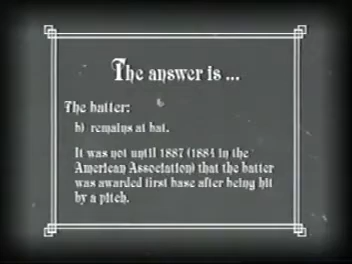 The answer is ...
The batter:
b) remains at bat.
It was not until 1887 (1884 in the
American Association) that the batter
was awarded first base after being hit
by a pitch.